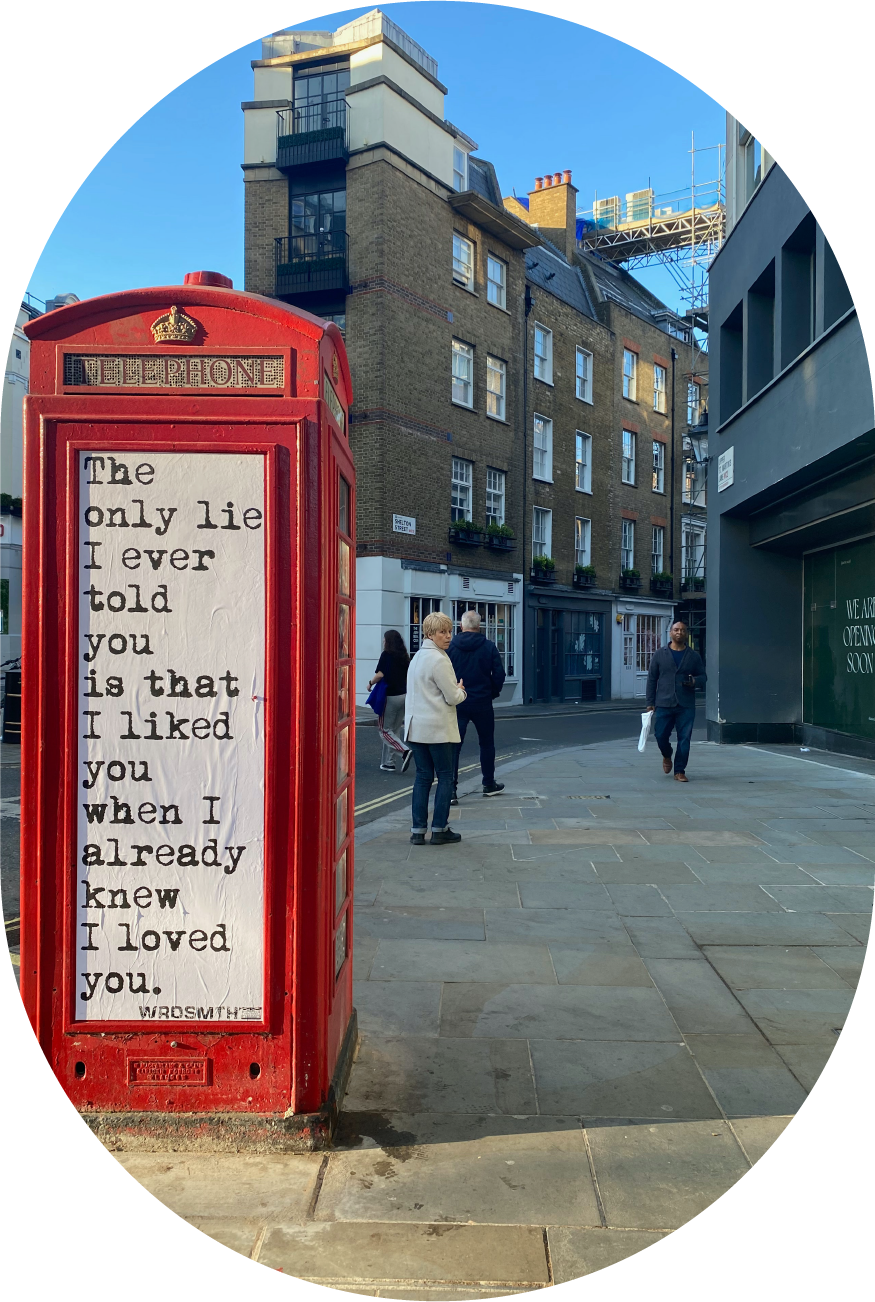 TELEPHONE
The
only lie
I ever
told
you
is that
I liked
you
when I
already
knew
I loved
you.
WRDSMTH
SHELTON
STREET
WE ARE
OPENING
SOON